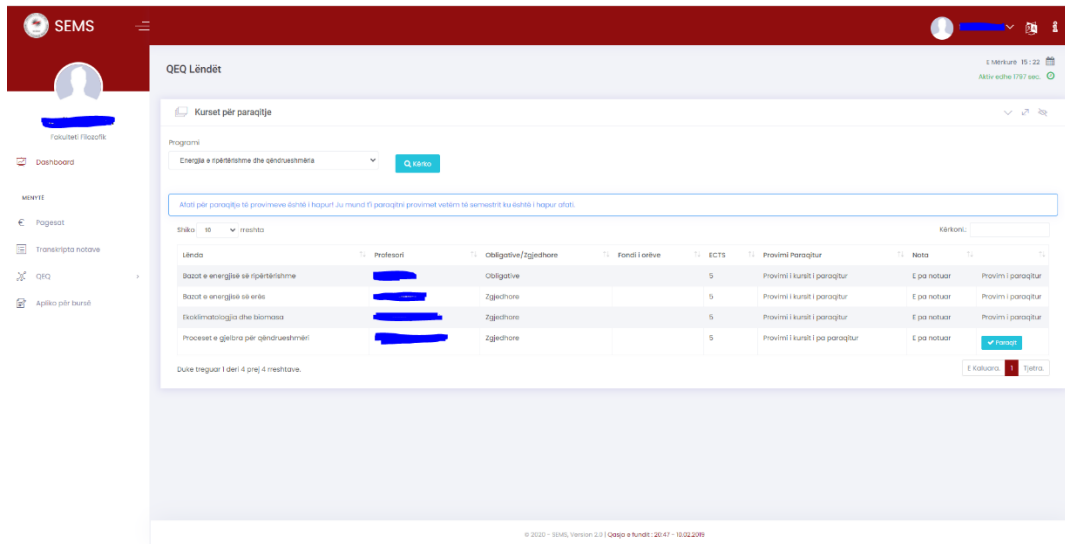 SEMS
QEQ Lëndët
E Mërkurë 15:22
Aktiv edhe 1797 sec.
Fakulteti Filozofik
Dashboard
MENYTË
Pagesat
Transkripta notave
QEQ
Apliko për bursë
Kurset për paraqitje
Programi
Energjia e ripërtërishme dhe qëndrueshmëria
Kërko
Afati për paraqitje të provimeve është i hapur! Ju mund t'i paraqitni provimet vetëm të semestrit ku është i hapur afati.
Shiko 10 rreshta
Kërkoni.:
Lënda Profesori Obligative/Zgjedhore Fondi i orëve ECTS Provimi Paraqitur Nota
Bazat e energjisë së ripërtërishme Obligative 5 Provimi i kursit i paraqitur E pa notuar Provim i paraqitur
Bazat e energjisë së erës Zgjedhore 5 Provimi i kursit i paraqitur E pa notuar Provim i paraqitur
Ekoklimatologjia dhe biomasa Zgjedhore 5 Provimi i kursit i paraqitur E pa notuar Provim i paraqitur
Proceset e gjelbra për qëndrueshmëri Zgjedhore 5 Provimi i kursit i pa paraqitur E pa notuar Paraqit
Duke treguar 1 deri 4 prej 4 rreshtave.
E Kaluara. 1 Tjetra.
© 2020 - SEMS, Version 2.0 | Qasja e fundit : 20:47 - 10.02.2019